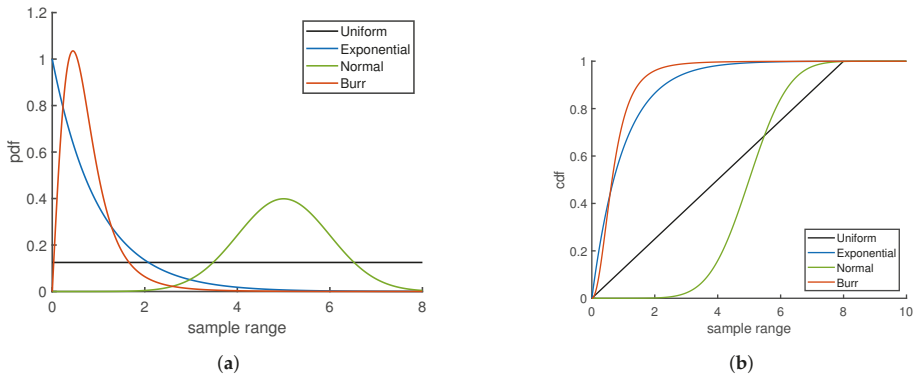 1.2
1
0.8
0.6
0.4
0.2
0
pdf
0 2 4 6 8
sample range
Uniform
Exponential
Normal
Burr
(a)
1
0.8
0.6
0.4
0.2
0
cdf
0 2 4 6 8 10
sample range
Uniform
Exponential
Normal
Burr
(b)